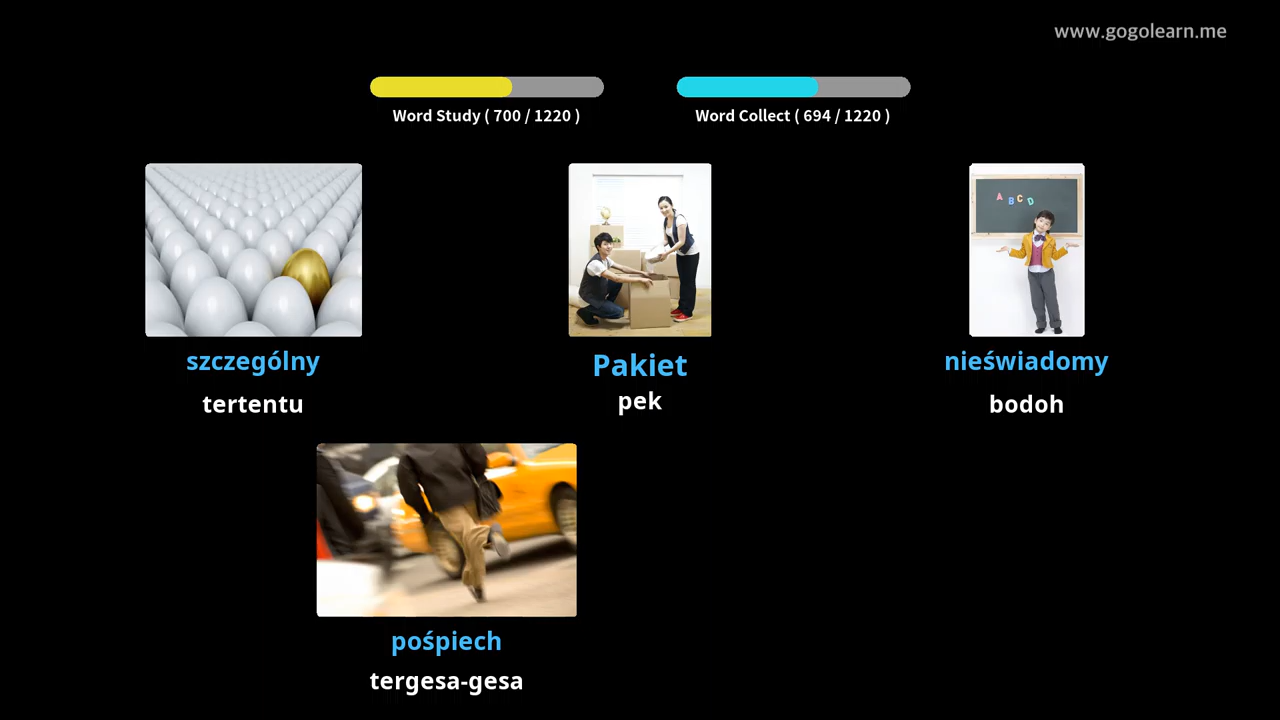 www.gogolearn.me
Word Study ( 700 / 1220 )
Word Collect ( 694 / 1220 )
A B C D
szczególny
tertentu
Pakiet
pek
nieświadomy
bodoh
pośpiech
tergesa-gesa